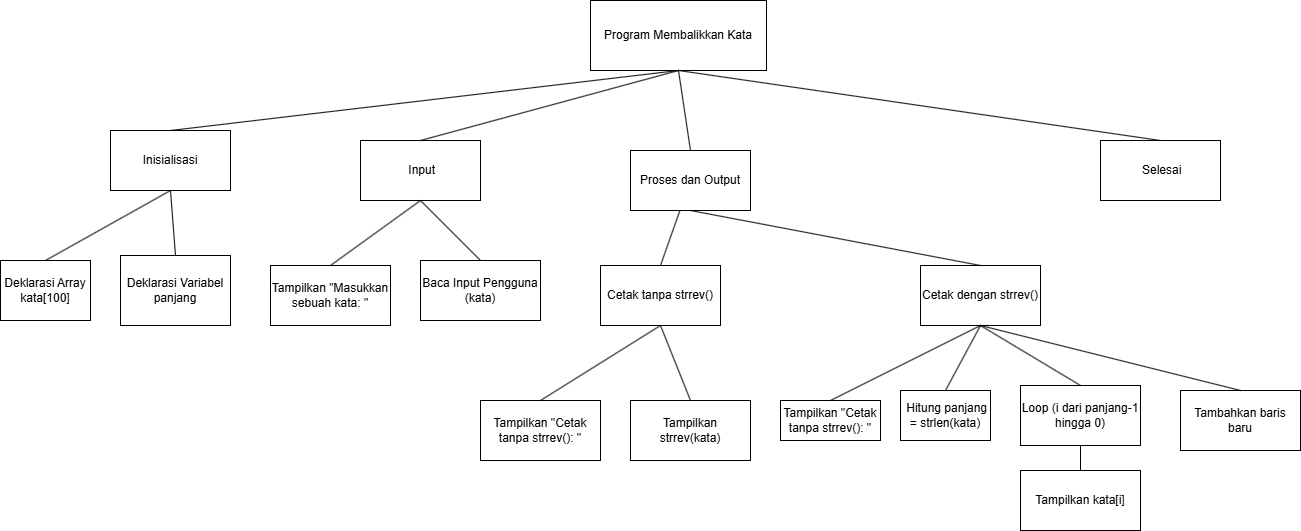 Program Membalikkan Kata
Inisialisasi
Input
Proses dan Output
Selesai
Deklarasi Array
kata[100]
Deklarasi Variabel
panjang
Tampilkan "Masukkan
sebuah kata: "
Baca Input Pengguna
(kata)
Cetak tanpa strrev()
Cetak dengan strrev()
Tampilkan "Cetak
tanpa strrev(): "
Tampilkan
strrev(kata)
Tampilkan "Cetak
tanpa strrev(): "
Hitung panjang
= strlen(kata)
Loop (i dari panjang-1
hingga 0)
Tambahkan baris
baru
Tampilkan kata[i]